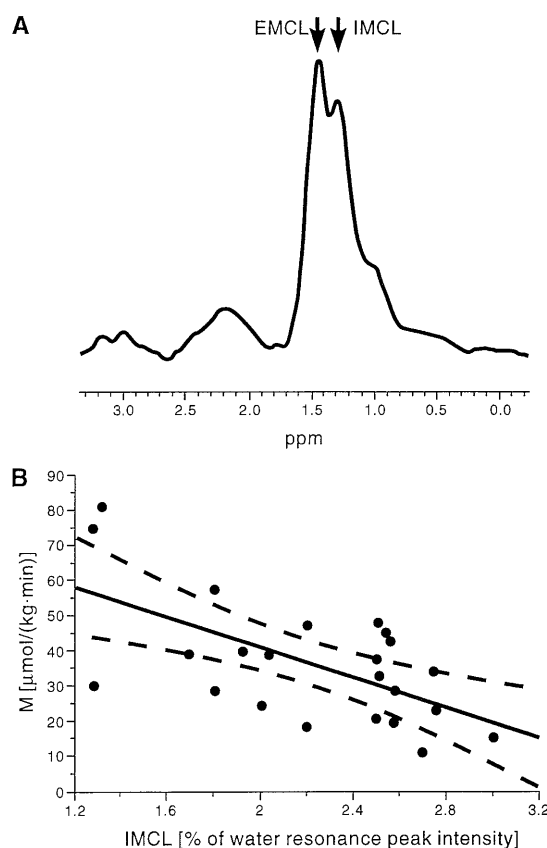 A
EMCL IMCL
3.0 2.5 2.0 1.5 1.0 0.5 0.0
ppm
B
M [µmol/(kg·min)]
90
80
70
60
50
40
30
20
10
0
1.2 1.6 2 2.4 2.8 3.2
IMCL [% of water resonance peak intensity]